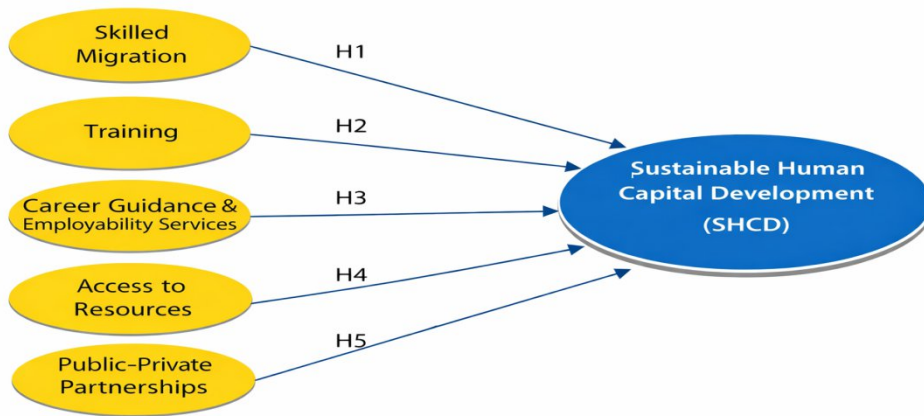 Skilled
Migration
H1
Training
H2
Career Guidance &
Employability Services
H3
Access to
Resources
H4
Public-Private
Partnerships
H5
Sustainable Human
Capital Development
(SHCD)